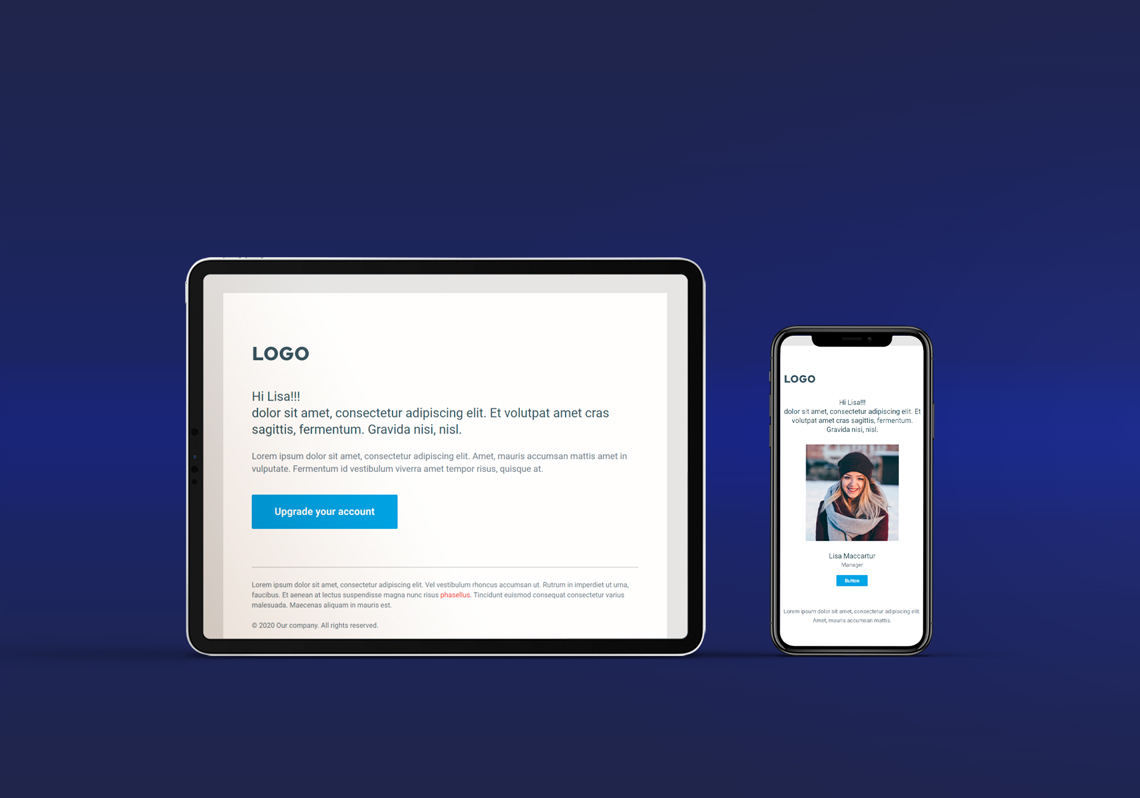 LOGO
Hi Lisa!!!
dolor sit amet, consectetur adipiscing elit. Et volutpat amet cras
sagittis, fermentum. Gravida nisi, nisl.
Lorem ipsum dolor sit amet, consectetur adipiscing elit. Amet, mauris accumsan mattis amet in
vulputate. Fermentum id vestibulum viverra amet tempor risus, quisque at.
Upgrade your account
Lorem ipsum dolor sit amet, consectetur adipiscing elit. Vel vestibulum rhoncus accumsan ut. Rutrum in imperdiet ut urna,
faucibus. Et aenean at lectus suspendisse magna nunc risus phasellus. Tincidunt euismod consequat consectetur varius
malesuada. Maecenas aliquam in mauris est.
© 2020 Our company. All rights reserved.
LOGO
Hi Lisa!!!
dolor sit amet, consectetur adipiscing elit. Et
volutpat amet cras sagittis, fermentum.
Gravida nisi, nisl.
Lisa Maccartur
Manager
Button
Lorem ipsum dolor sit amet, consectetur adipiscing elit.
Amet, mauris accumsan mattis.